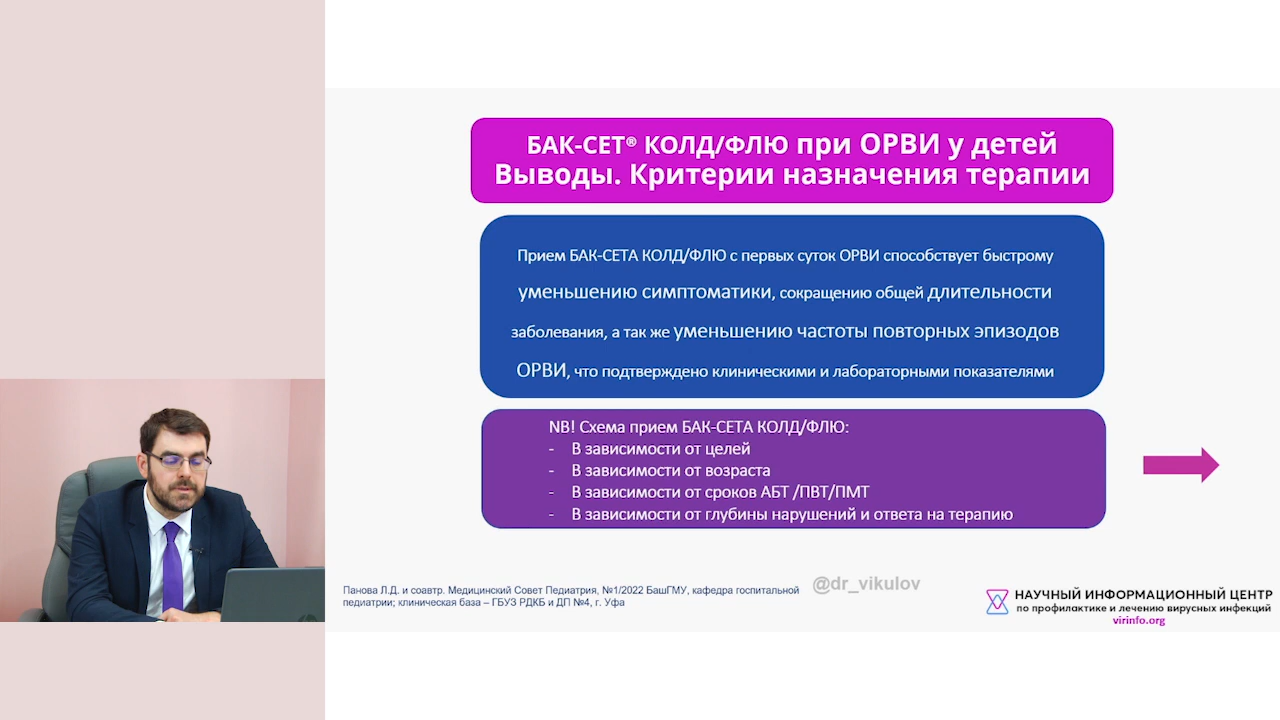 БАК-СЕТ® КОЛД/ФЛЮ при ОРВИ у детей
Выводы. Критерии назначения терапии
Прием БАК-СЕТА КОЛД/ФЛЮ с первых суток ОРВИ способствует быстрому
уменьшению симптоматики, сокращению общей длительности
заболевания, а так же уменьшению частоты повторных эпизодов
ОРВИ, что подтверждено клиническими и лабораторными показателями
NB! Схема прием БАК-СЕТА КОЛД/ФЛЮ:
- В зависимости от целей
- В зависимости от возраста
- В зависимости от сроков АБТ /ПВТ/ПМТ
- В зависимости от глубины нарушений и ответа на терапию
Панова Л.Д. и соавт. Медицинский Совет Педиатрия, №1/2022 БашГМУ, кафедра госпитальной
педиатрии; клиническая база – ГБУЗ РДКБ и ДП №4, г. Уфа
@dr_vikulov
НАУЧНЫЙ ИНФОРМАЦИОННЫЙ ЦЕНТР
по профилактике и лечению вирусных инфекций
virinfo.org